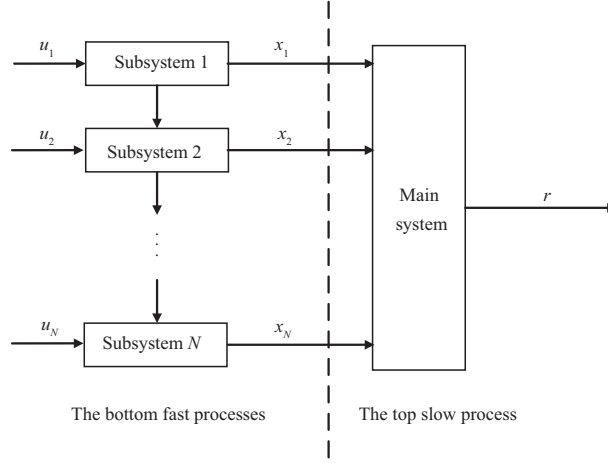 u1
Subsystem 1
x1
u2
Subsystem 2
x2
Main
system
r
uN
Subsystem N
xN
The bottom fast processes
The top slow process